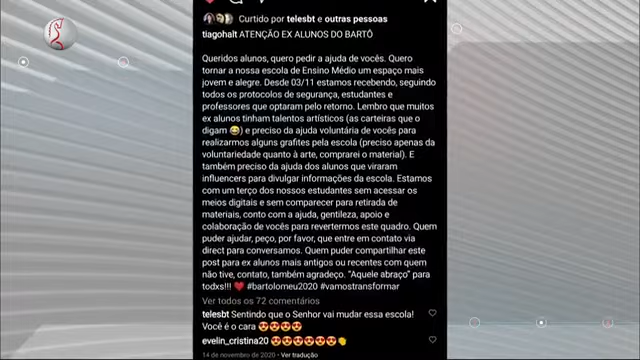 Curtido por telesbt e outras pessoas
tiagohalt ATENÇÃO EX ALUNOS DO BARTÔ
Queridos alunos, quero pedir a ajuda de vocês. Quero
tornar a nossa escola de Ensino Médio um espaço mais
jovem e alegre. Desde 03/11 estamos recebendo, seguindo
todos os protocolos de segurança, estudantes e
professores que optaram pelo retorno. Lembro que muitos
ex alunos tinham talentos artísticos (as carteiras que o
digam 😂) e preciso da ajuda voluntária de vocês para
realizarmos alguns grafites pela escola (preciso apenas da
voluntariedade quanto à arte, comprarei o material). E
também preciso da ajuda dos alunos que viraram
influencers para divulgar informações da escola. Estamos
com um terço dos nossos estudantes sem acessar os
meios digitais e sem comparecer para retirada de
materiais, conto com a ajuda, gentileza, apoio e
colaboração de vocês para revertermos este quadro. Quem
puder ajudar, peço, por favor, que entre em contato via
direct para conversamos. Quem puder compartilhar este
post para ex alunos mais antigos ou recentes com quem
não tive, contato, também agradeço. "Aquele abraço" para
todxs!!! ❤️ #bartolomeu2020 #vamostransformar
Ver todos os 72 comentários
telesbt Sentindo que o Senhor vai mudar essa escola!
Você é o cara 😍😍😍😍
evelin_cristina20 😍😍😍😍😍😍👏
14 de novembro de 2020 · Ver tradução